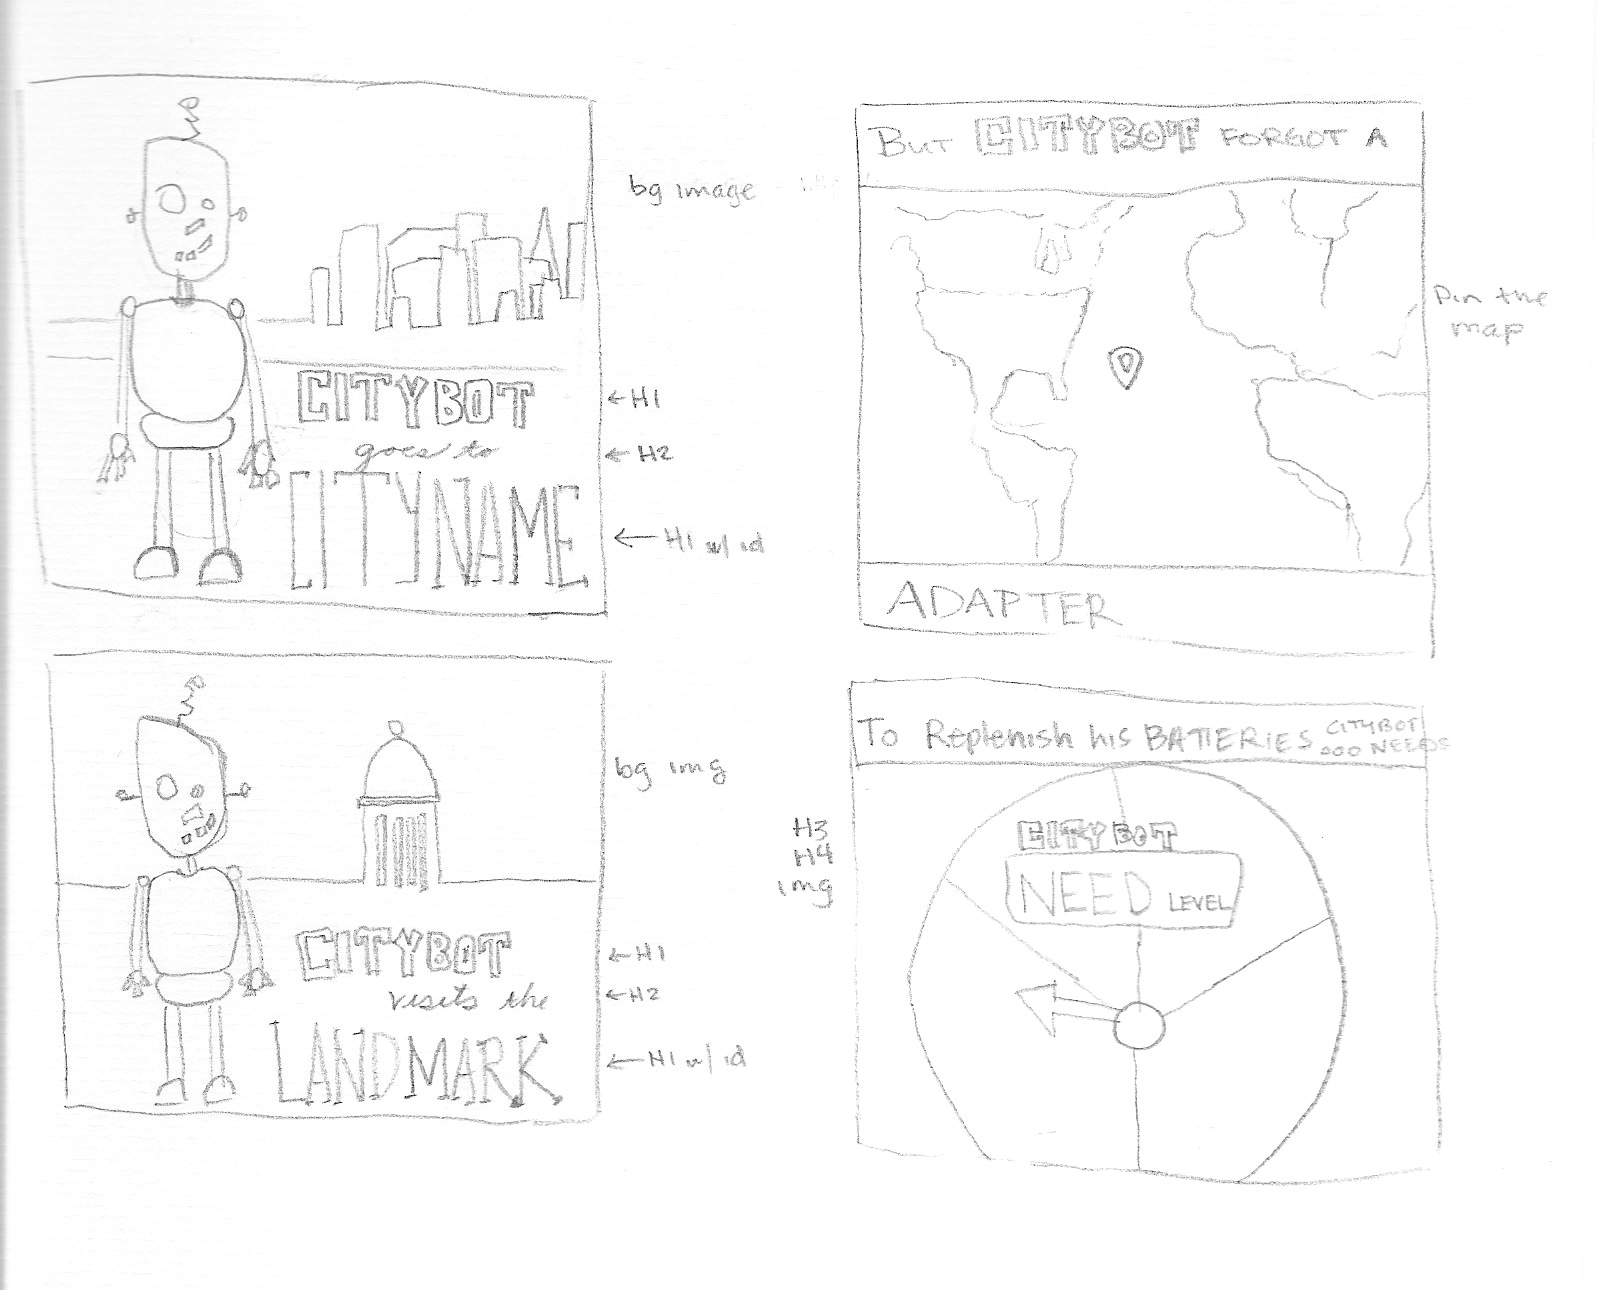 bg image
CITYBOT
← H1
goes to
← H2
CITYNAME
← H1 w/ id
BUT CITYBOT FORGOT A
Pin the
map
ADAPTER
bg img
CITYBOT
← H1
visits the
← H2
LANDMARK
← H1 w/ id
To Replenish his BATTERIES CITYBOT
ooo NEEDS
H3
H4
img
CITYBOT
NEED LEVEL